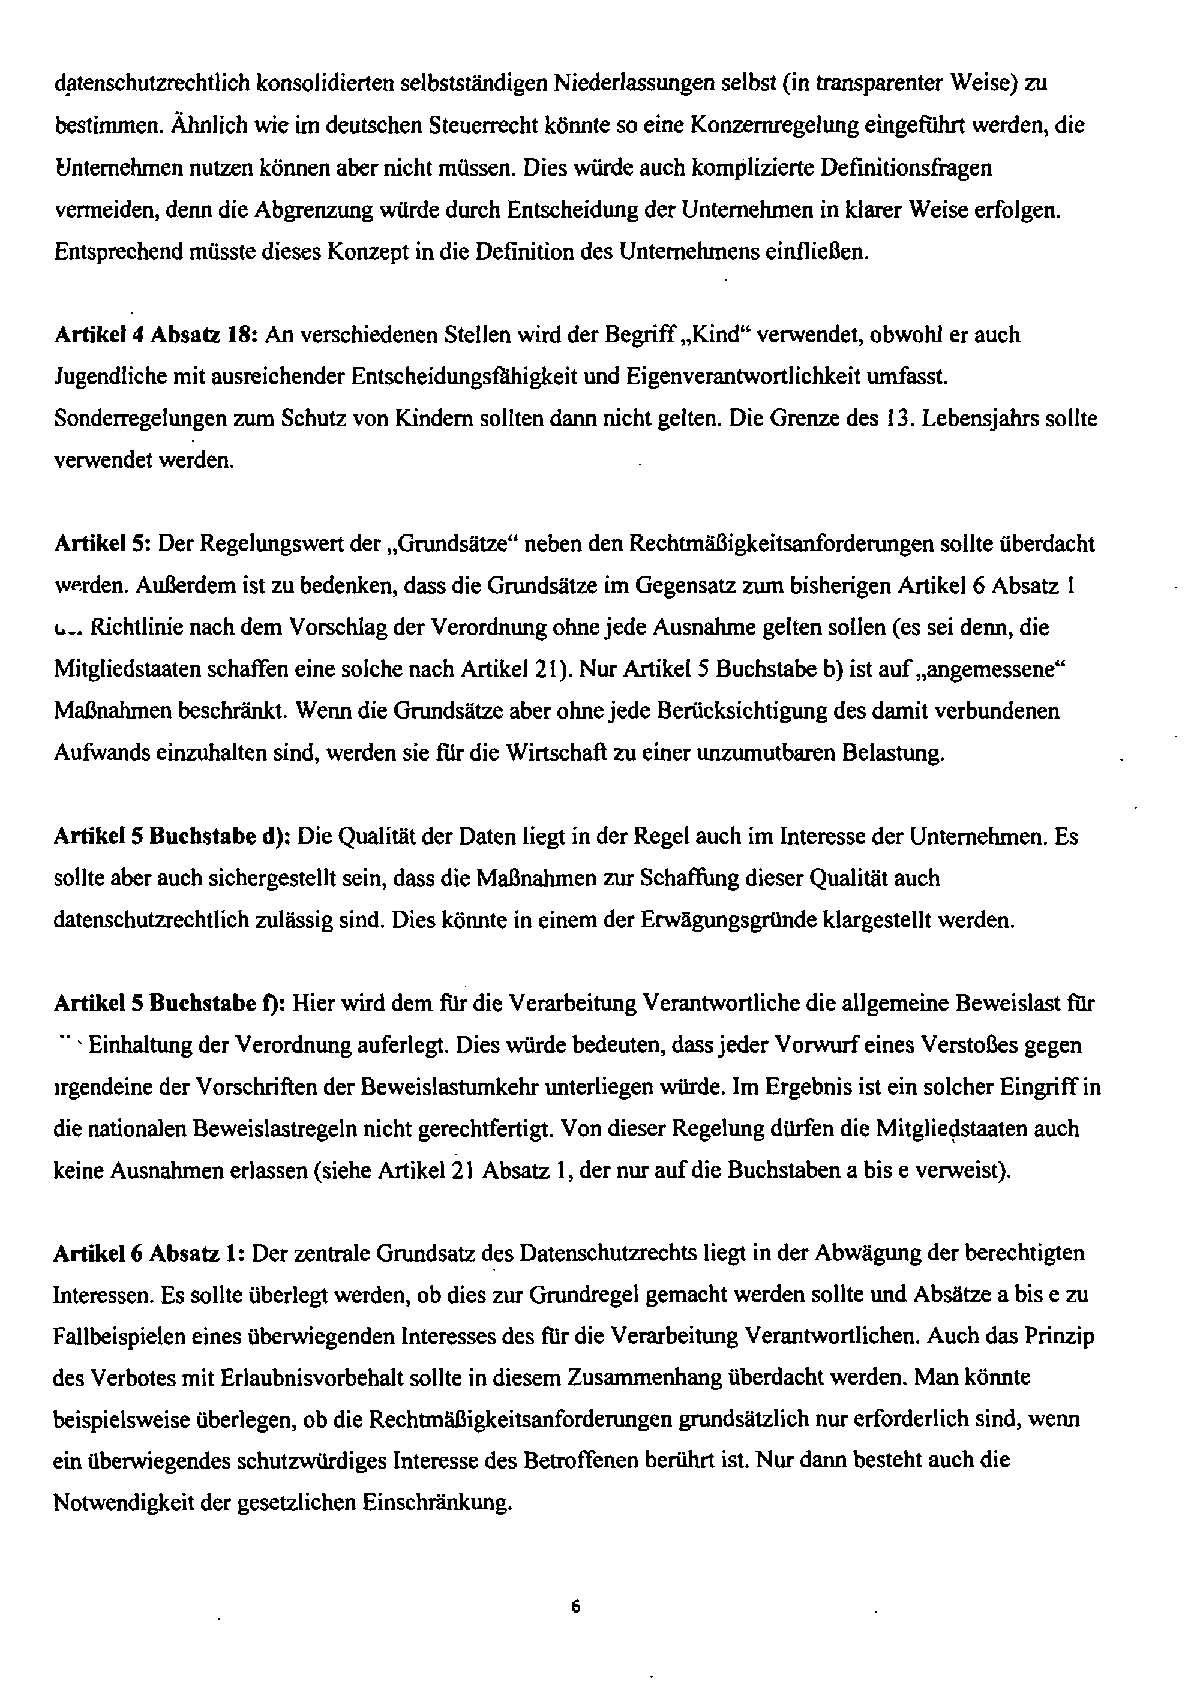 datenschutzrechtlich konsolidierten selbstständigen Niederlassungen selbst (in transparenter Weise) zu
bestimmen. Ähnlich wie im deutschen Steuerrecht könnte so eine Konzernregelung eingeführt werden, die
Unternehmen nutzen können aber nicht müssen. Dies würde auch komplizierte Definitionsfragen
vermeiden, denn die Abgrenzung würde durch Entscheidung der Unternehmen in klarer Weise erfolgen.
Entsprechend müsste dieses Konzept in die Definition des Unternehmens einfließen.
Artikel 4 Absatz 18: An verschiedenen Stellen wird der Begriff „Kind“ verwendet, obwohl er auch
Jugendliche mit ausreichender Entscheidungsfähigkeit und Eigenverantwortlichkeit umfasst.
Sonderregelungen zum Schutz von Kindern sollten dann nicht gelten. Die Grenze des 13. Lebensjahrs sollte
verwendet werden.
Artikel 5: Der Regelungswert der „Grundsätze“ neben den Rechtmäßigkeitsanforderungen sollte überdacht
werden. Außerdem ist zu bedenken, dass die Grundsätze im Gegensatz zum bisherigen Artikel 6 Absatz 1
Richtlinie nach dem Vorschlag der Verordnung ohne jede Ausnahme gelten sollen (es sei denn, die
Mitgliedstaaten schaffen eine solche nach Artikel 21). Nur Artikel 5 Buchstabe b) ist auf „angemessene“
Maßnahmen beschränkt. Wenn die Grundsätze aber ohne jede Berücksichtigung des damit verbundenen
Aufwands einzuhalten sind, werden sie für die Wirtschaft zu einer unzumutbaren Belastung.
Artikel 5 Buchstabe d): Die Qualität der Daten liegt in der Regel auch im Interesse der Unternehmen. Es
sollte aber auch sichergestellt sein, dass die Maßnahmen zur Schaffung dieser Qualität auch
datenschutzrechtlich zulässig sind. Dies könnte in einem der Erwägungsgründe klargestellt werden.
Artikel 5 Buchstabe f): Hier wird dem für die Verarbeitung Verantwortliche die allgemeine Beweislast für
Einhaltung der Verordnung auferlegt. Dies würde bedeuten, dass jeder Vorwurf eines Verstoßes gegen
irgendeine der Vorschriften der Beweislastumkehr unterliegen würde. Im Ergebnis ist ein solcher Eingriff in
die nationalen Beweislastregeln nicht gerechtfertigt. Von dieser Regelung dürfen die Mitgliedstaaten auch
keine Ausnahmen erlassen (siehe Artikel 21 Absatz 1, der nur auf die Buchstaben a bis e verweist).
Artikel 6 Absatz 1: Der zentrale Grundsatz des Datenschutzrechts liegt in der Abwägung der berechtigten
Interessen. Es sollte überlegt werden, ob dies zur Grundregel gemacht werden sollte und Absätze a bis e zu
Fallbeispielen eines überwiegenden Interesses des für die Verarbeitung Verantwortlichen. Auch das Prinzip
des Verbotes mit Erlaubnisvorbehalt sollte in diesem Zusammenhang überdacht werden. Man könnte
beispielsweise überlegen, ob die Rechtmäßigkeitsanforderungen grundsätzlich nur erforderlich sind, wenn
ein überwiegendes schutzwürdiges Interesse des Betroffenen berührt ist. Nur dann besteht auch die
Notwendigkeit der gesetzlichen Einschränkung.
6